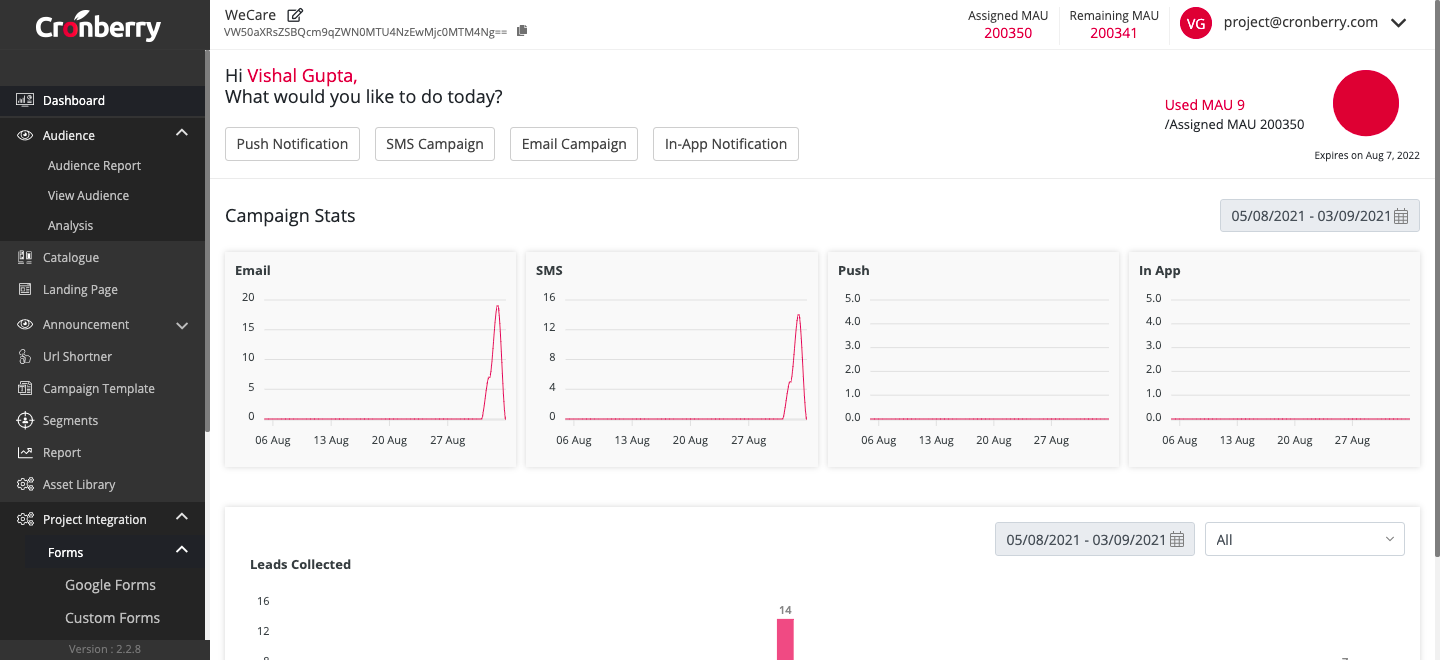 Cronberry
WeCare
VW50aXRsZSBQcm9qZWN0MTU4NzEwMjc0MTM4Ng==
Assigned MAU
200350
Remaining MAU
200341
VG
project@cronberry.com
Dashboard
Audience
Audience Report
View Audience
Analysis
Catalogue
Landing Page
Announcement
Url Shortner
Campaign Template
Segments
Report
Asset Library
Project Integration
Forms
Google Forms
Custom Forms
Version : 2.2.8
Hi Vishal Gupta,
What would you like to do today?
Push Notification
SMS Campaign
Email Campaign
In-App Notification
Used MAU 9
/Assigned MAU 200350
Expires on Aug 7, 2022
Campaign Stats
05/08/2021 - 03/09/2021
Email
20
15
10
5
0
06 Aug 13 Aug 20 Aug 27 Aug
SMS
16
12
8
4
0
06 Aug 13 Aug 20 Aug 27 Aug
Push
5.0
4.0
3.0
2.0
1.0
0.0
06 Aug 13 Aug 20 Aug 27 Aug
In App
5.0
4.0
3.0
2.0
1.0
0.0
06 Aug 13 Aug 20 Aug 27 Aug
05/08/2021 - 03/09/2021
All
Leads Collected
16
14
12